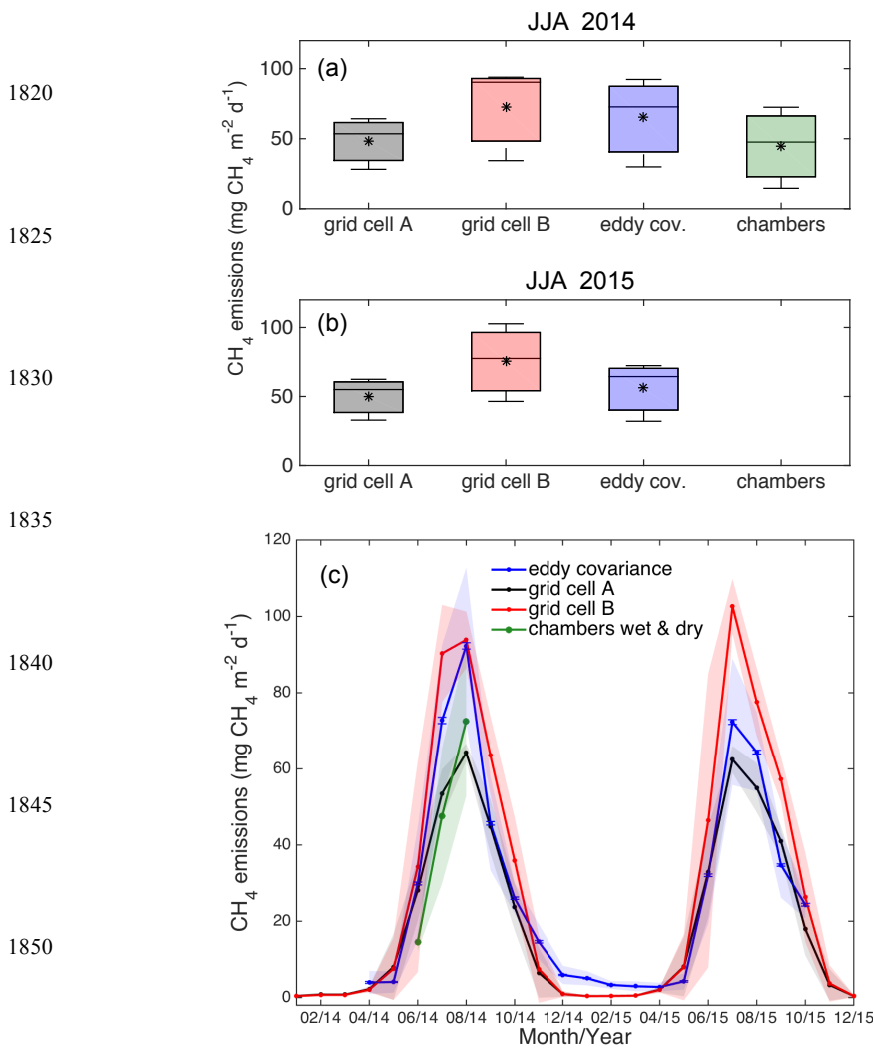 JJA 2014
1820
1825
1830
1835
1840
1845
1850
CH4 emissions (mg CH4 m-2 d-1)
(a)
100
50
0
grid cell A
grid cell B
eddy cov.
chambers
JJA 2015
(b)
100
50
0
grid cell A
grid cell B
eddy cov.
chambers
(c)
120
100
80
60
40
20
0
CH4 emissions (mg CH4 m-2 d-1)
eddy covariance
grid cell A
grid cell B
chambers wet & dry
02/14 04/14 06/14 08/14 10/14 12/14 02/15 04/15 06/15 08/15 10/15 12/15
Month/Year